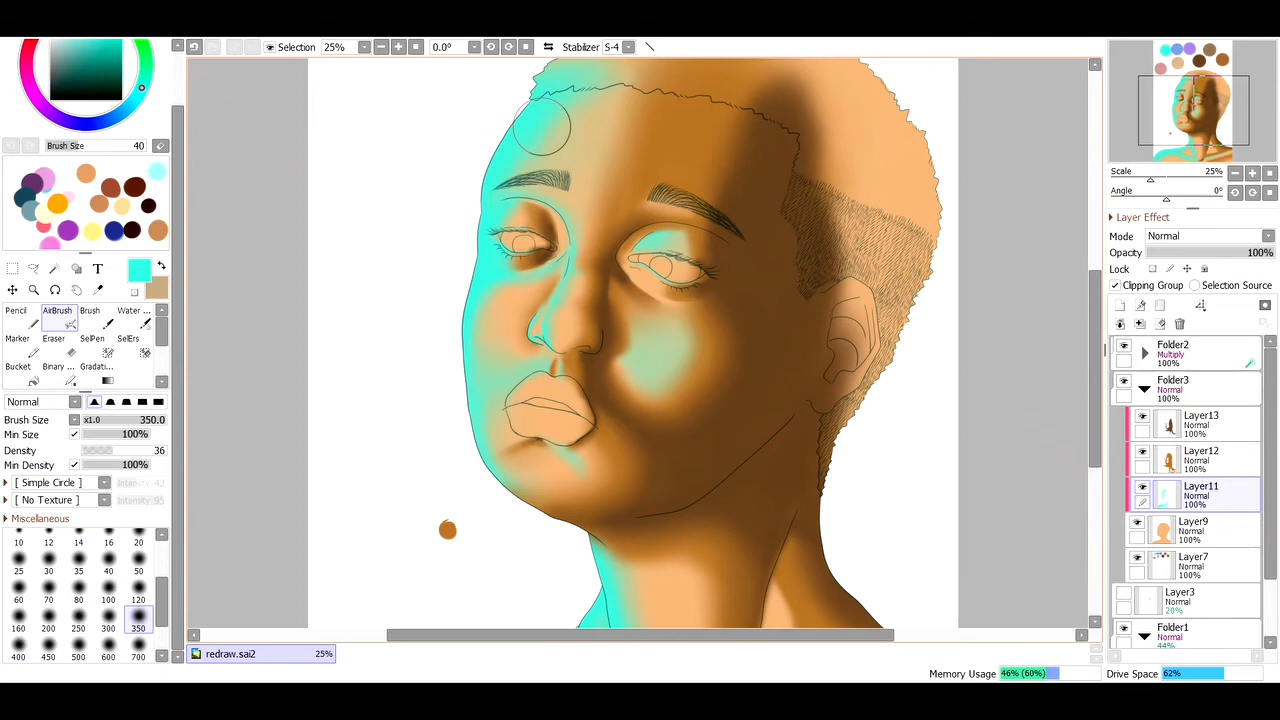 Selection 25% 0.0° Stabilizer S-4
Brush Size 40
T
Pencil AirBrush Brush Water ...
Marker Eraser SelPen SelErs
Bucket Binary ... Gradati...
Normal
Brush Size x1.0 350.0
Min Size 100%
Density 36
Min Density 100%
[ Simple Circle ]
[ No Texture ] Intensity 95
Miscellaneous
10 12 14 16 20
25 30 35 40 50
60 70 80 100 120
160 200 250 300 350
400 450 500 600 700
redraw.sai2 25%
Memory Usage 46% (60%) Drive Space 62%
Scale 25%
Angle 0°
Layer Effect
Mode Normal
Opacity 100%
Lock
Clipping Group Selection Source
Folder2
Multiply
100%
Folder3
Normal
100%
Layer13
Normal
100%
Layer12
Normal
100%
Layer11
Normal
100%
Layer9
Normal
100%
Layer7
Normal
100%
Layer3
Normal
20%
Folder1
Normal
44%